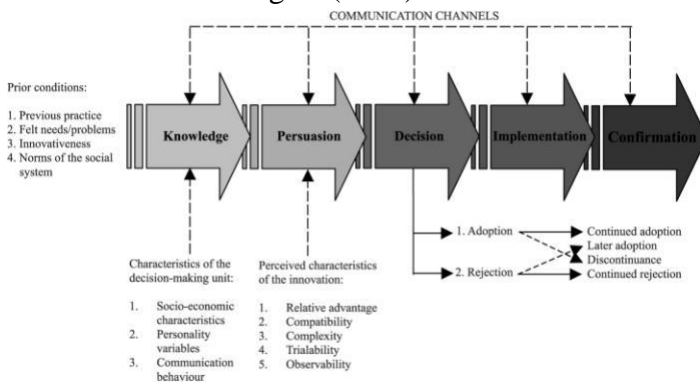 COMMUNICATION CHANNELS
Prior conditions:
1. Previous practice
2. Felt needs/problems
3. Innovativeness
4. Norms of the social
system
Knowledge
Persuasion
Decision
Implementation
Confirmation
1. Adoption
2. Rejection
Continued adoption
Later adoption
Discontinuance
Continued rejection
Characteristics of the
decision-making unit:
1. Socio-economic
characteristics
2. Personality
variables
3. Communication
behaviour
Perceived characteristics
of the innovation:
1. Relative advantage
2. Compatibility
3. Complexity
4. Trialability
5. Observability